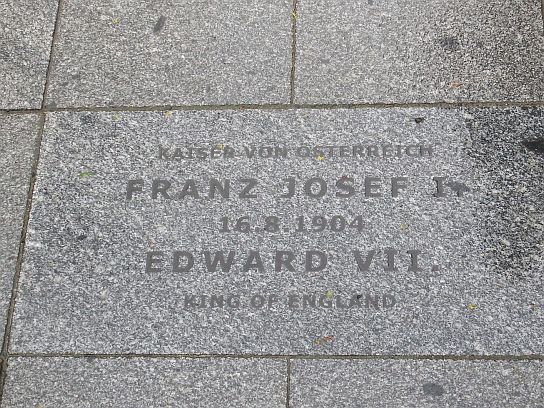 KAISER VON ÖSTERREICH
FRANZ JOSEF I.
16.8.1904
EDWARD VII.
KING OF ENGLAND